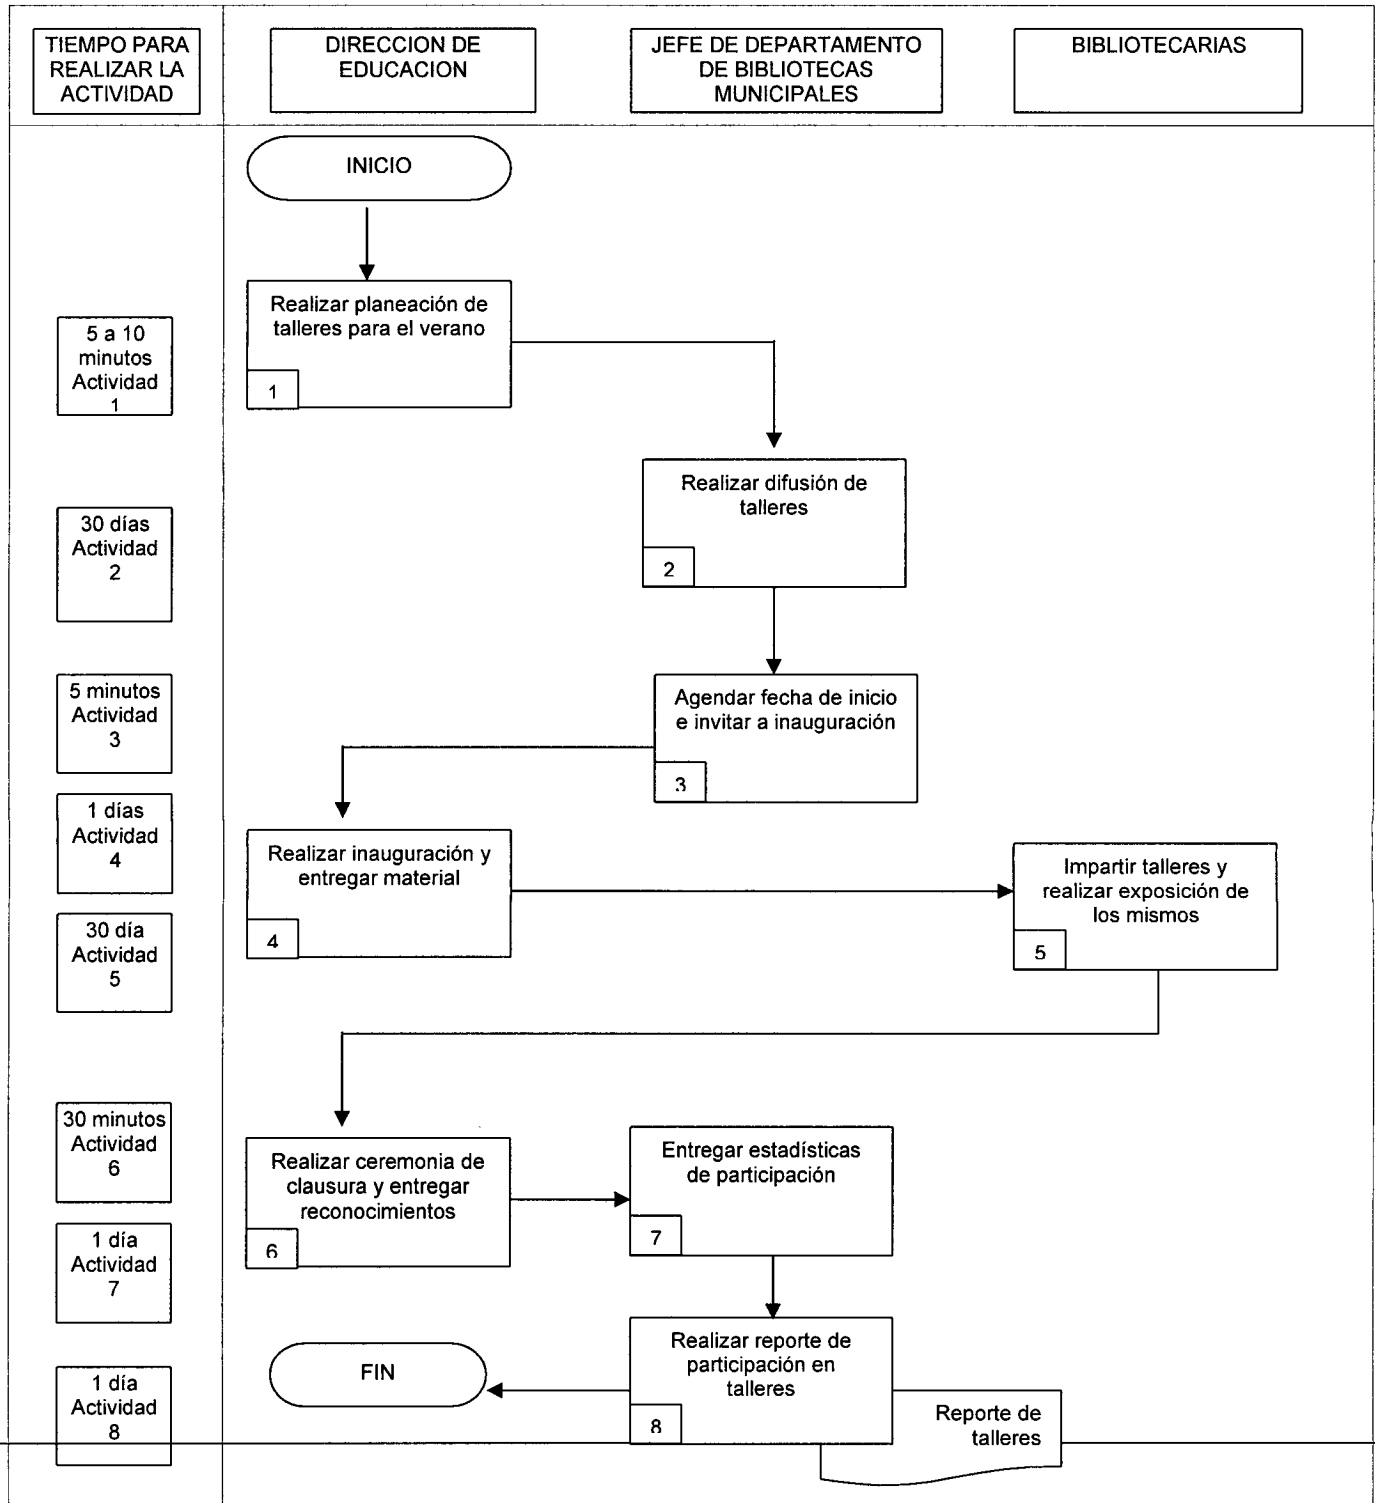 TIEMPO PARA
REALIZAR LA
ACTIVIDAD
DIRECCION DE
EDUCACION
JEFE DE DEPARTAMENTO
DE BIBLIOTECAS
MUNICIPALES
BIBLIOTECARIAS
INICIO
5 a 10
minutos
Actividad
1
Realizar planeación de
talleres para el verano
1
30 días
Actividad
2
Realizar difusión de
talleres
2
5 minutos
Actividad
3
Agendar fecha de inicio
e invitar a inauguración
3
1 días
Actividad
4
Realizar inauguración y
entregar material
4
30 día
Actividad
5
Impartir talleres y
realizar exposición de
los mismos
5
30 minutos
Actividad
6
Realizar ceremonia de
clausura y entregar
reconocimientos
6
1 día
Actividad
7
Entregar estadísticas
de participación
7
1 día
Actividad
8
FIN
Realizar reporte de
participación en
talleres
8
Reporte de
talleres